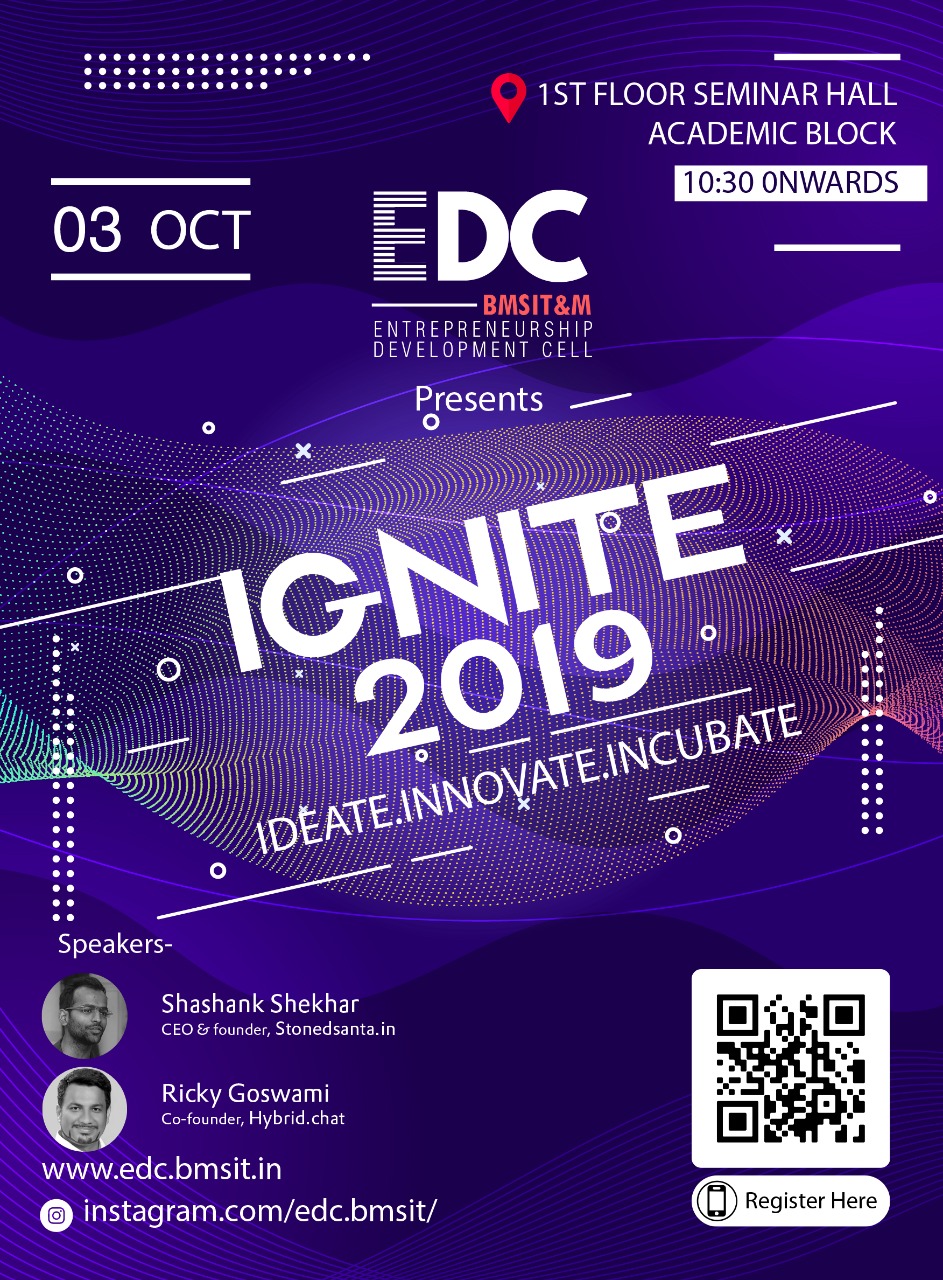 1ST FLOOR SEMINAR HALL
ACADEMIC BLOCK
10:30 0NWARDS
03 OCT
EDC
BMSIT&M
ENTREPRENEURSHIP
DEVELOPMENT CELL
Presents
IGNITE
2019
IDEATE.INNOVATE.INCUBATE
Speakers-
Shashank Shekhar
CEO & founder, Stonedsanta.in
Ricky Goswami
Co-founder, Hybrid.chat
www.edc.bmsit.in
instagram.com/edc.bmsit/
Register Here